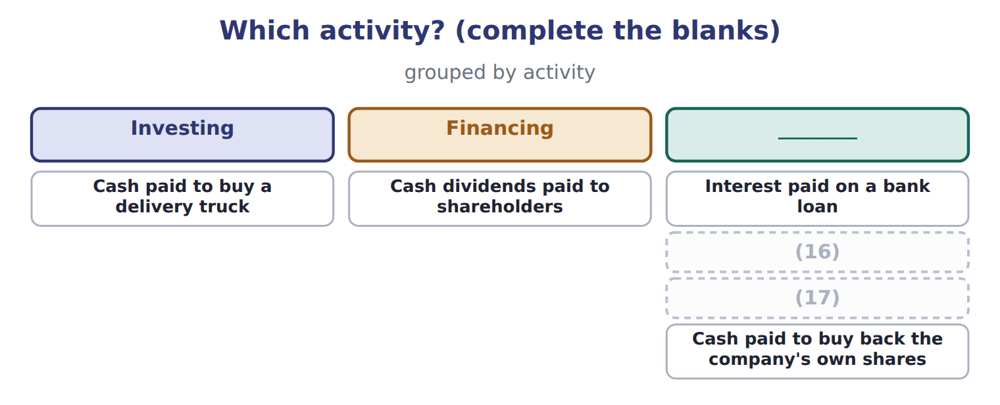 Which activity? (complete the blanks)
grouped by activity
Investing
Financing
________
Cash paid to buy a
delivery truck
Cash dividends paid to
shareholders
Interest paid on a bank
loan
(16)
(17)
Cash paid to buy back the
company's own shares